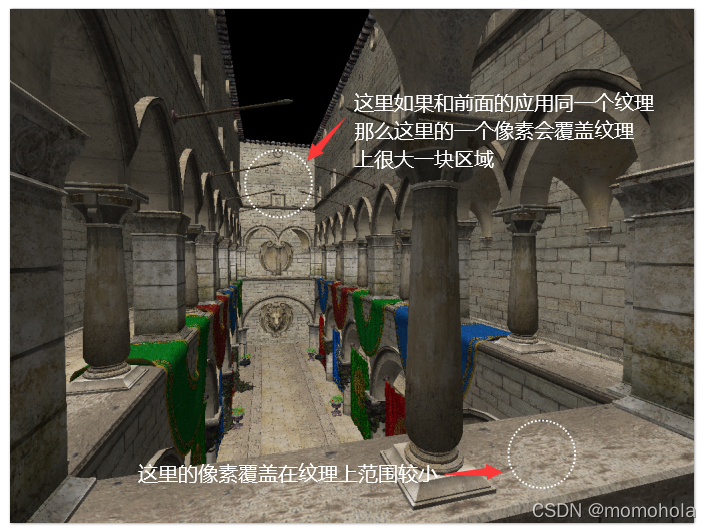 这里如果和前面的应用同一个纹理
那么这里的一个像素会覆盖纹理
上很大一块区域
这里的像素覆盖在纹理上范围较小
CSDN @momohola